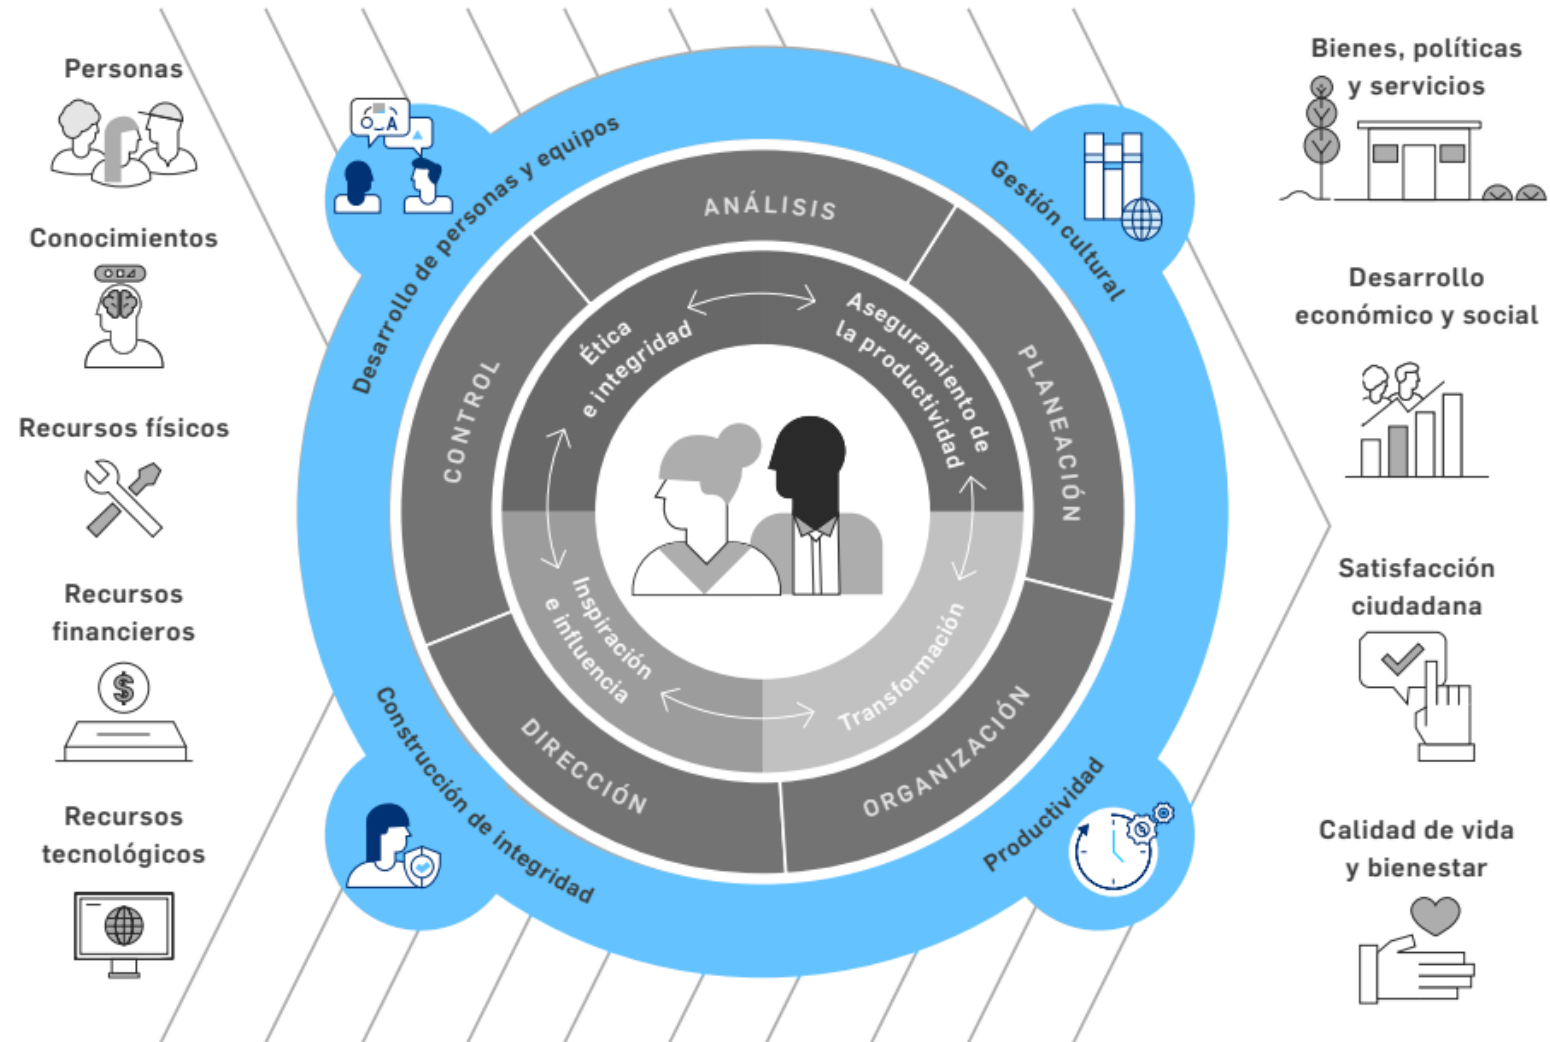 Personas
Conocimientos
Recursos físicos
Recursos
financieros
Recursos
tecnológicos
Desarrollo de personas y equipos
Gestión cultural
Construcción de integridad
Productividad
ANÁLISIS
PLANEACIÓN
ORGANIZACIÓN
DIRECCIÓN
CONTROL
Ética
e integridad
Aseguramiento de
la productividad
Transformación
Inspiración
e influencia
Bienes, políticas
y servicios
Desarrollo
económico y social
Satisfacción
ciudadana
Calidad de vida
y bienestar
A
$